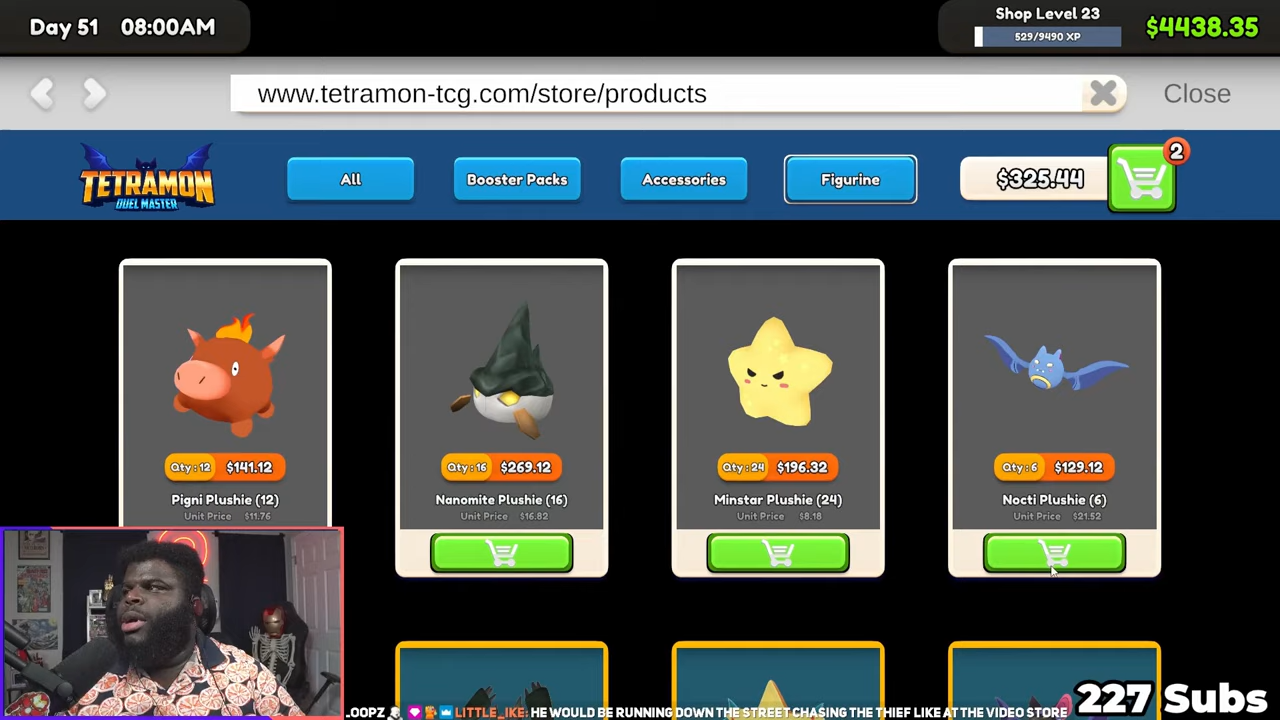 Day 51 08:00AM
Shop Level 23
529/9490 XP
$4438.35
www.tetramon-tcg.com/store/products
Close
TETRAMON
DUEL MASTER
All
Booster Packs
Accessories
Figurine
$325.44
2
Qty : 12 $141.12
Pigni Plushie (12)
Unit Price $11.76
Qty : 16 $269.12
Nanomite Plushie (16)
Unit Price $16.82
Qty : 24 $196.32
Minstar Plushie (24)
Unit Price $8.18
Qty : 6 $129.12
Nocti Plushie (6)
Unit Price $21.52
_OOPZ LITTLE_IKE: HE WOULD BE RUNNING DOWN THE STREET CHASING THE THIEF LIKE AT THE VIDEO STORE
227 Subs